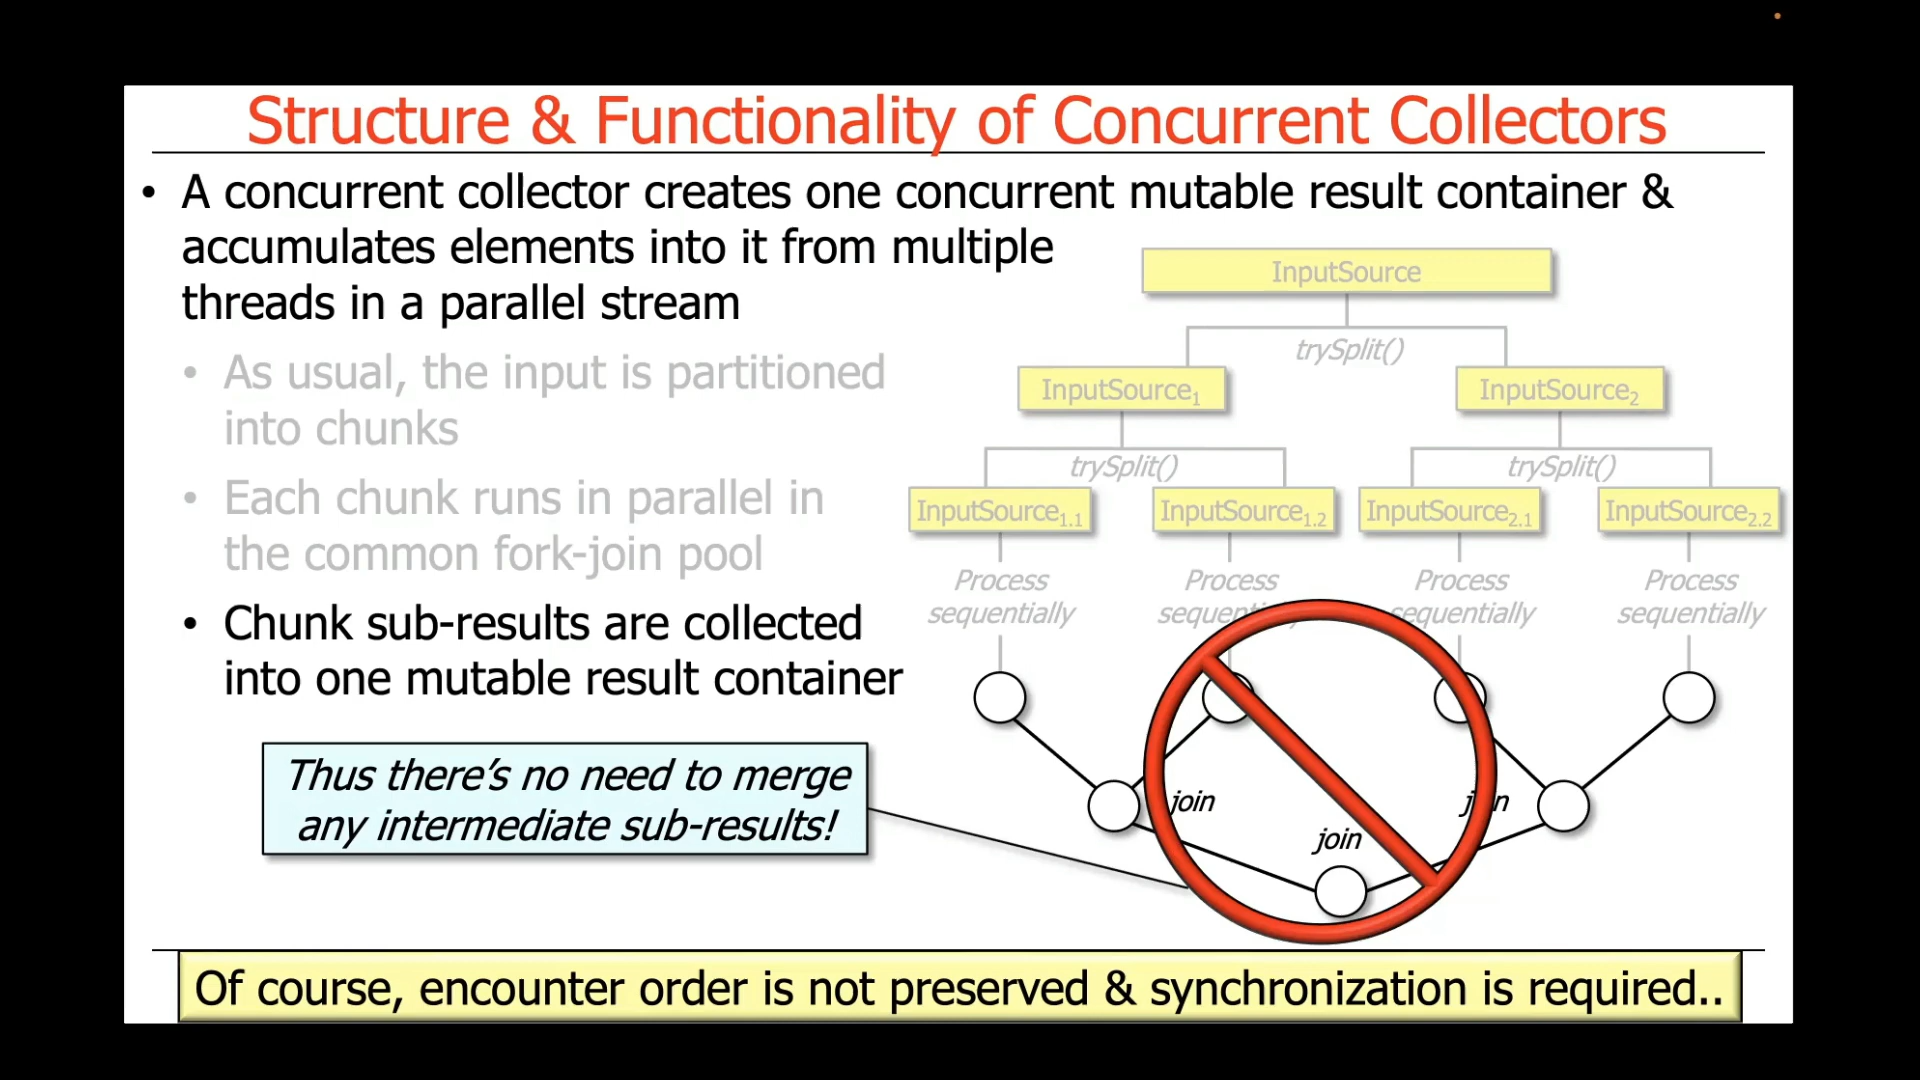 Structure & Functionality of Concurrent Collectors
• A concurrent collector creates one concurrent mutable result container &
accumulates elements into it from multiple
threads in a parallel stream
• As usual, the input is partitioned
into chunks
• Each chunk runs in parallel in
the common fork-join pool
• Chunk sub-results are collected
into one mutable result container
Thus there's no need to merge
any intermediate sub-results!
InputSource
trySplit()
InputSource1
InputSource2
trySplit()
trySplit()
InputSource1.1
InputSource1.2
InputSource2.1
InputSource2.2
Process
sequentially
Process
sequentially
Process
sequentially
Process
sequentially
join
join
join
Of course, encounter order is not preserved & synchronization is required..